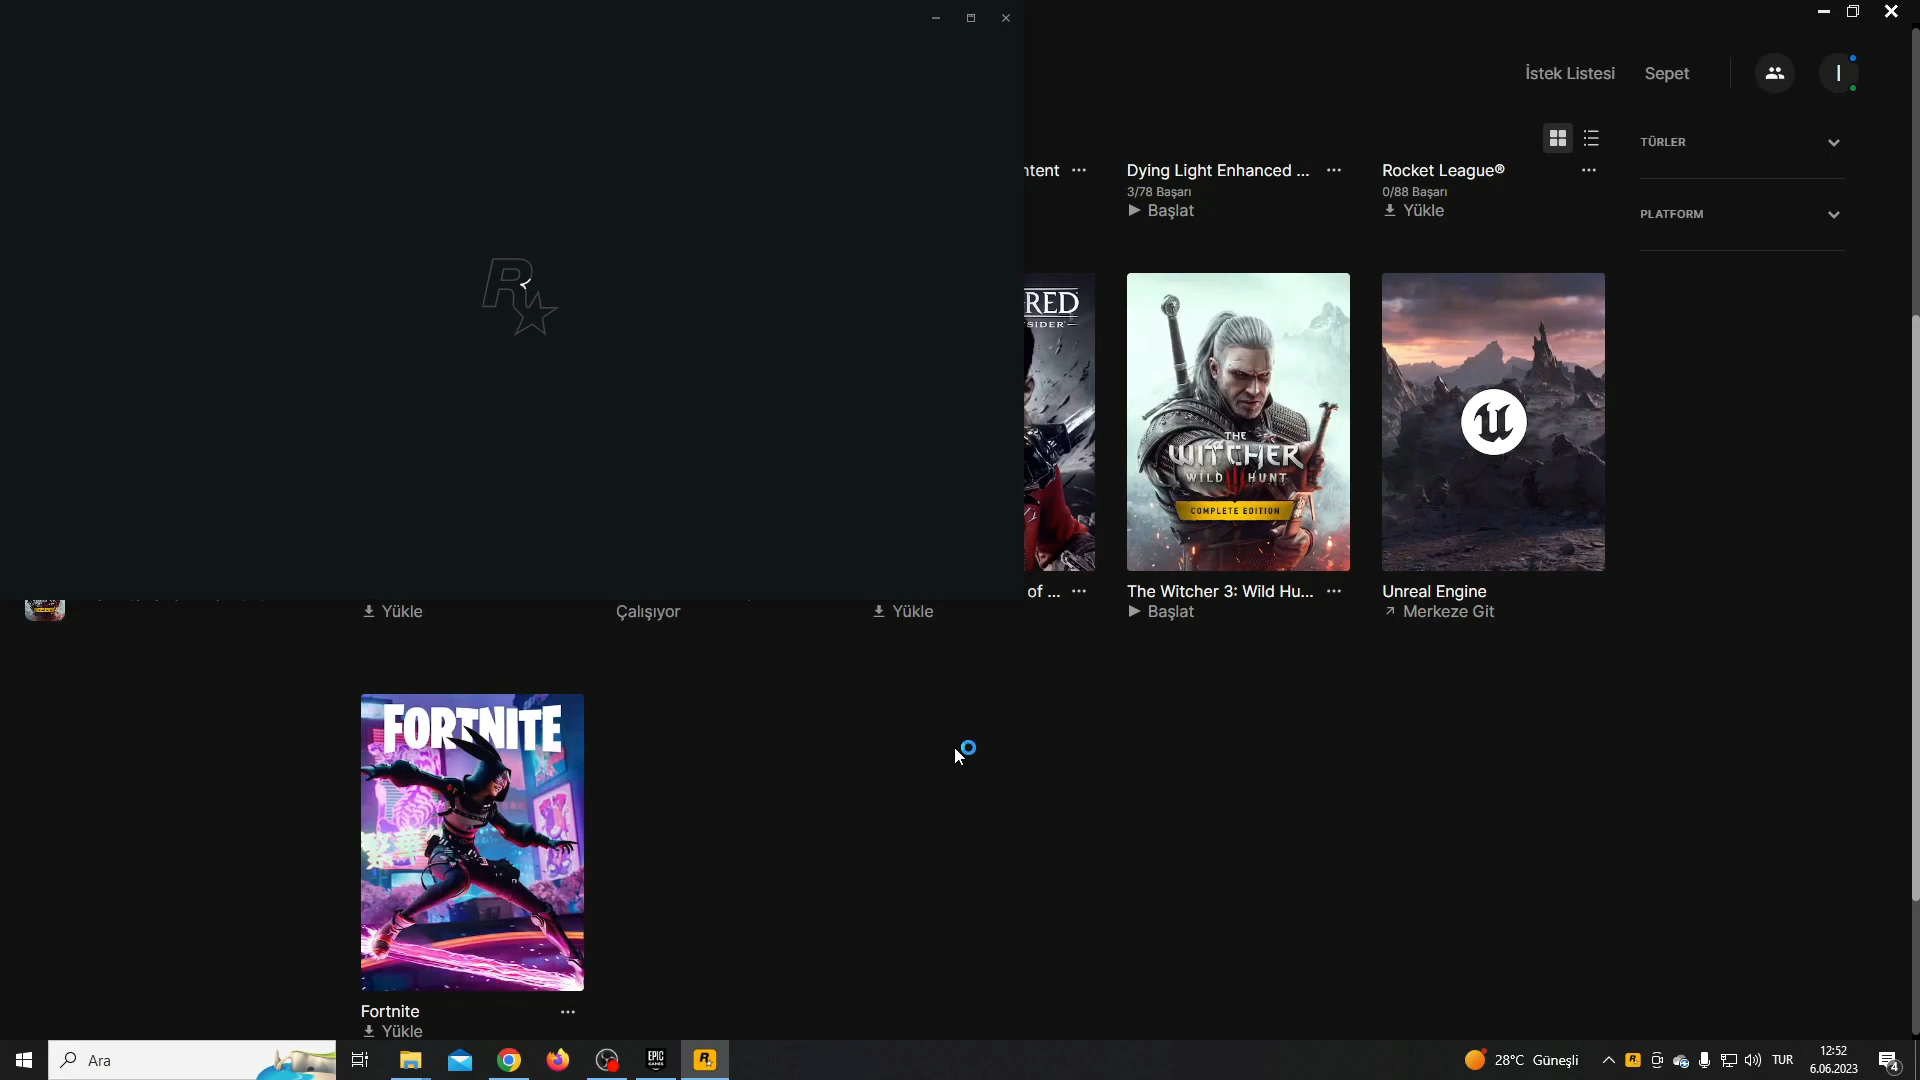 İstek Listesi Sepet
I
TÜRLER
PLATFORM
ntent ...
Dying Light Enhanced ...
3/78 Başarı
Başlat
Rocket League®
0/88 Başarı
Yükle
R
RED
SIDER
THE
WITCHER
WILD HUNT
COMPLETE EDITION
of ...
The Witcher 3: Wild Hu...
Başlat
Unreal Engine
Merkeze Git
Yükle
Çalışıyor
Yükle
FORTNITE
Fortnite
Yükle
Ara
EPIC
GAMES
R
28°C Güneşli
R
TUR
12:52
6.06.2023
4